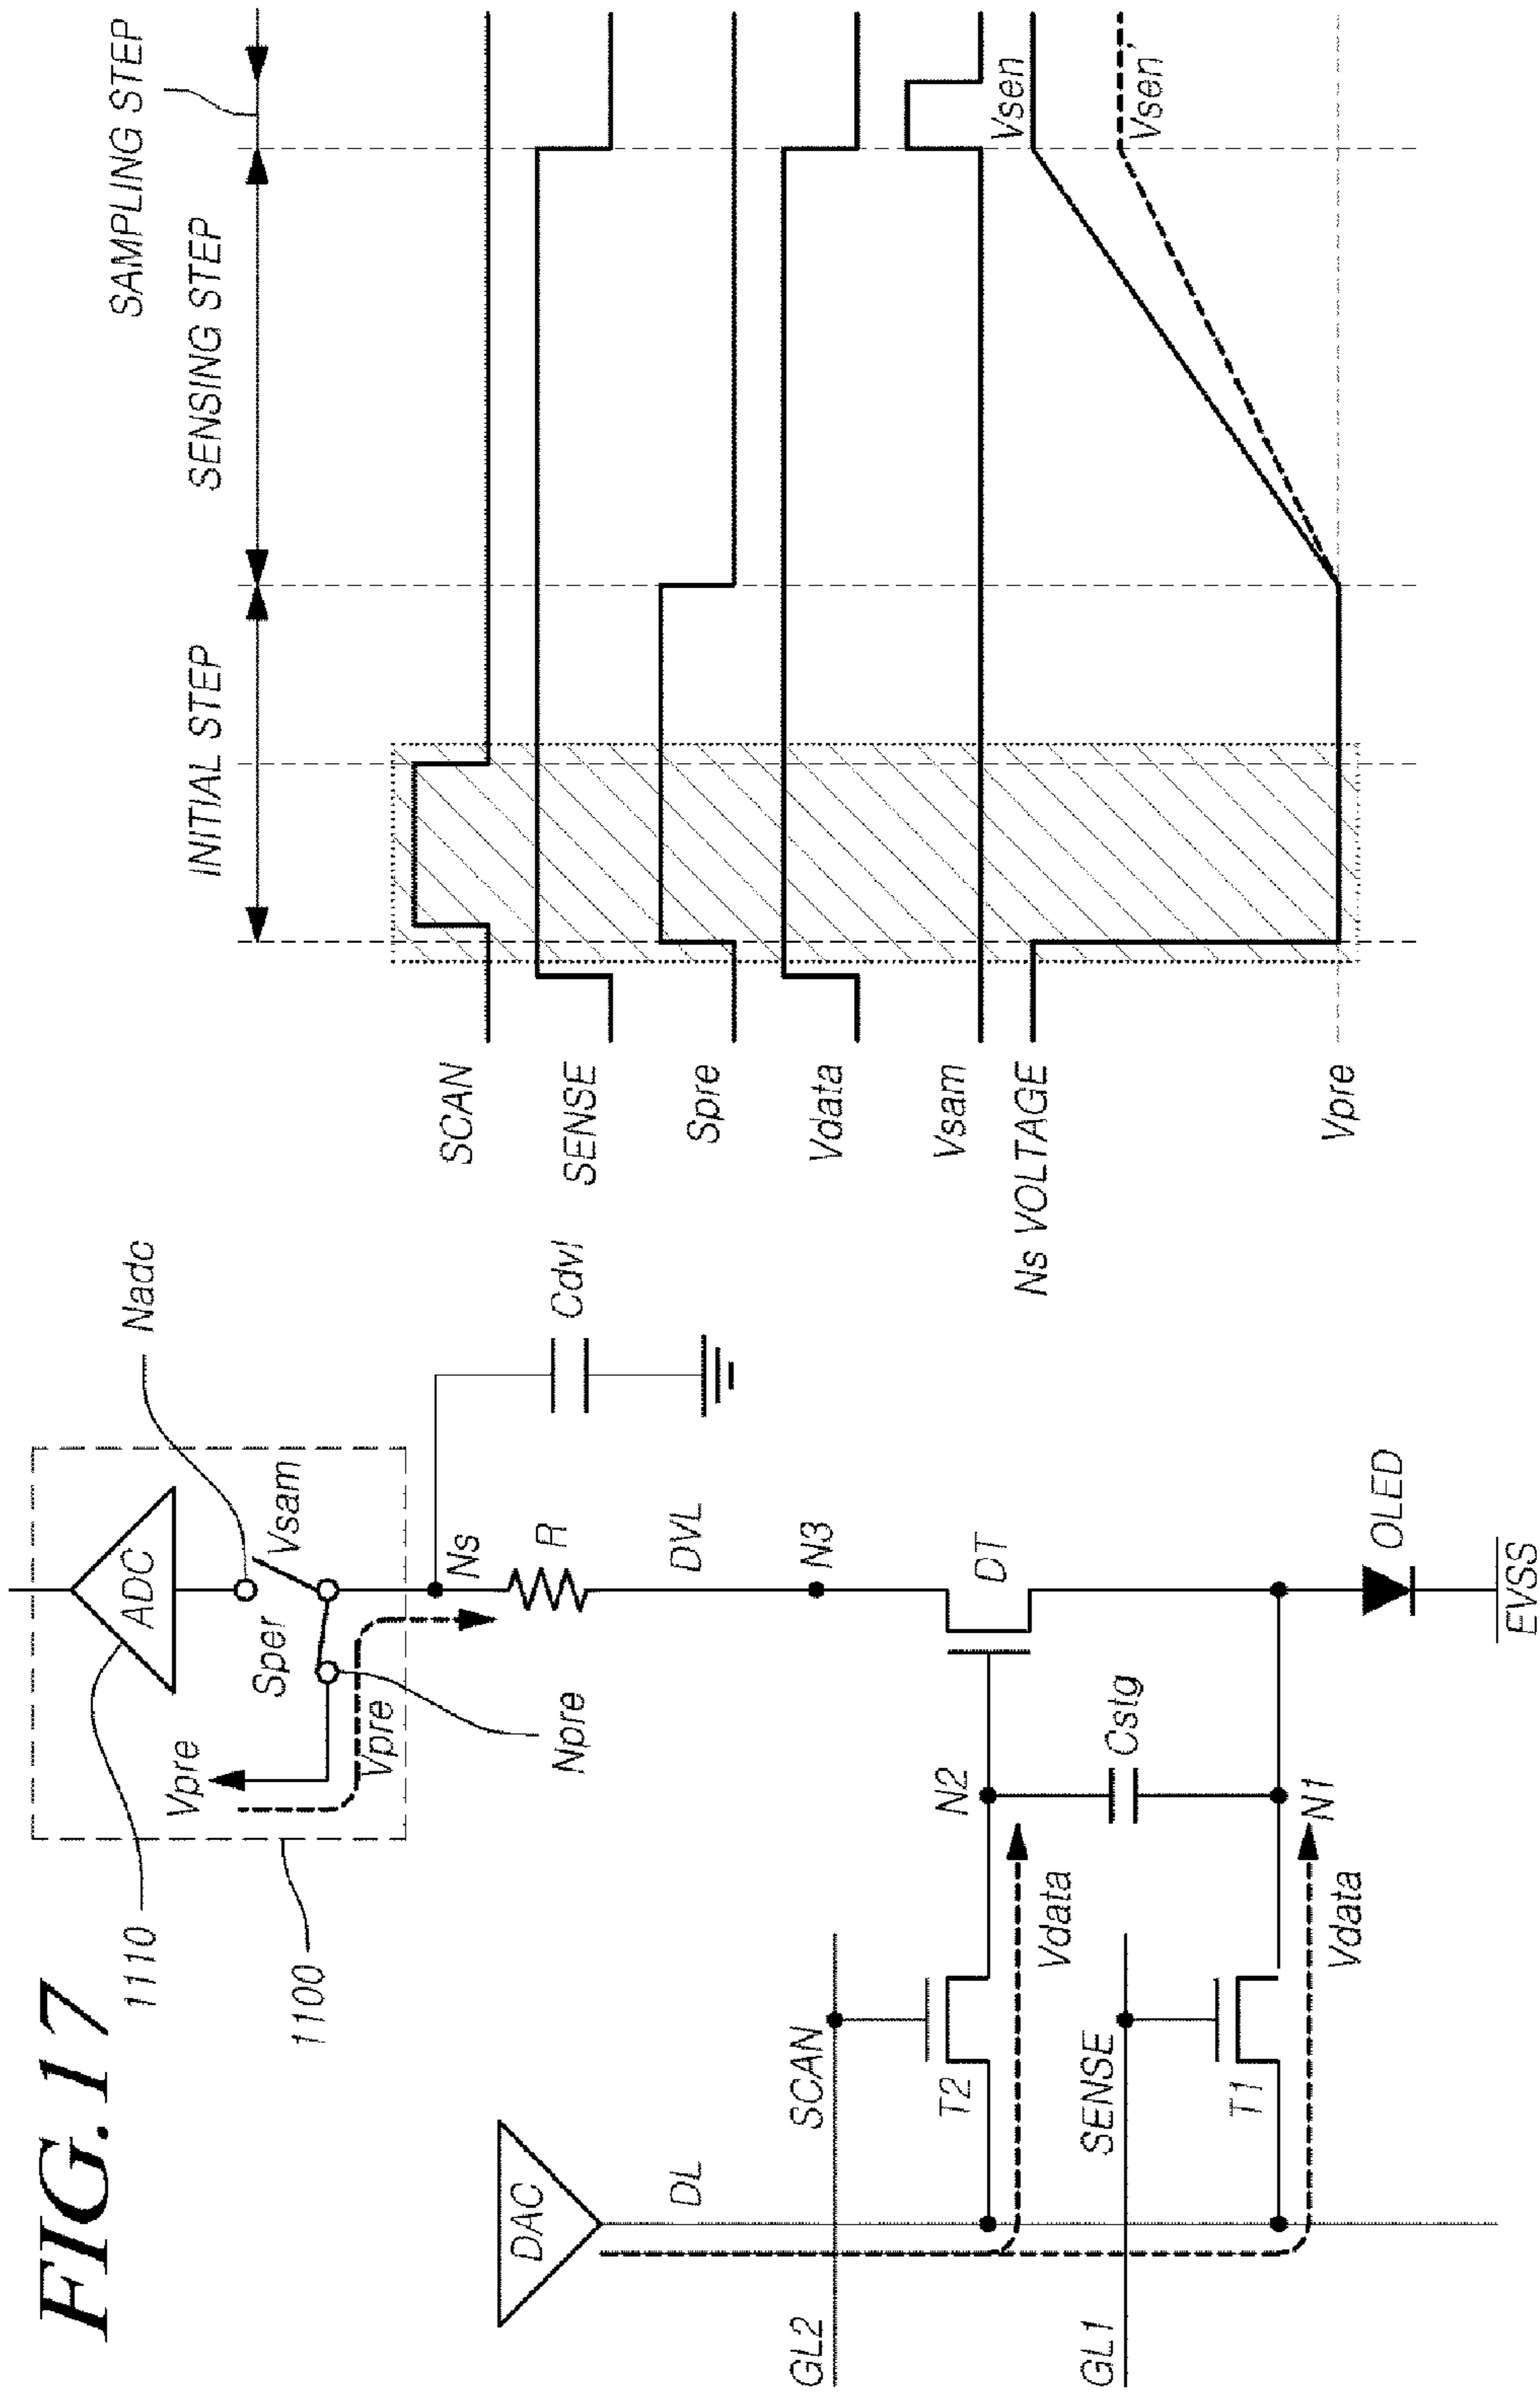 FIG.17
1110
1100
ADC
Nadc
Vpre
Sper
Vsam
Vpre
Npre
Ns
R
Cdvl
DVL
N3
DAC
DL
SCAN
GL2
T2
N2
Vdata
DT
Cstg
SENSE
GL1
T1
N1
Vdata
OLED
EVSS
INITIAL STEP
SENSING STEP
SAMPLING STEP
SCAN
SENSE
Spre
Vdata
Vsam
Ns VOLTAGE
Vsen
Vsen'
Vpre